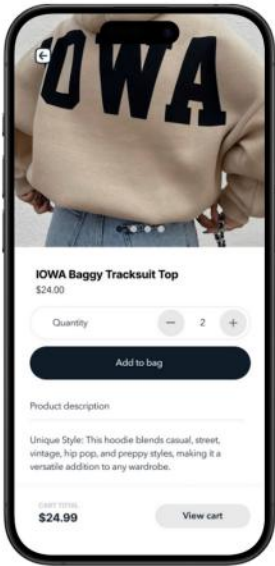 IOWA
IOWA Baggy Tracksuit Top
$24.00
Quantity − 2 +
Add to bag
Product description
Unique Style: This hoodie blends casual, street,
vintage, hip pop, and preppy styles, making it a
versatile addition to any wardrobe.
CART TOTAL
$24.99
View cart